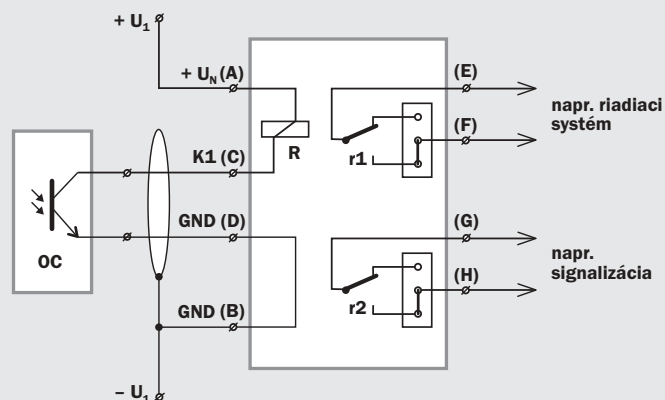 + U1
+ UN (A)
K1 (C)
GND (D)
GND (B)
– U1
OC
R
r1
r2
(E)
(F)
(G)
(H)
napr. riadiaci
systém
napr.
signalizácia